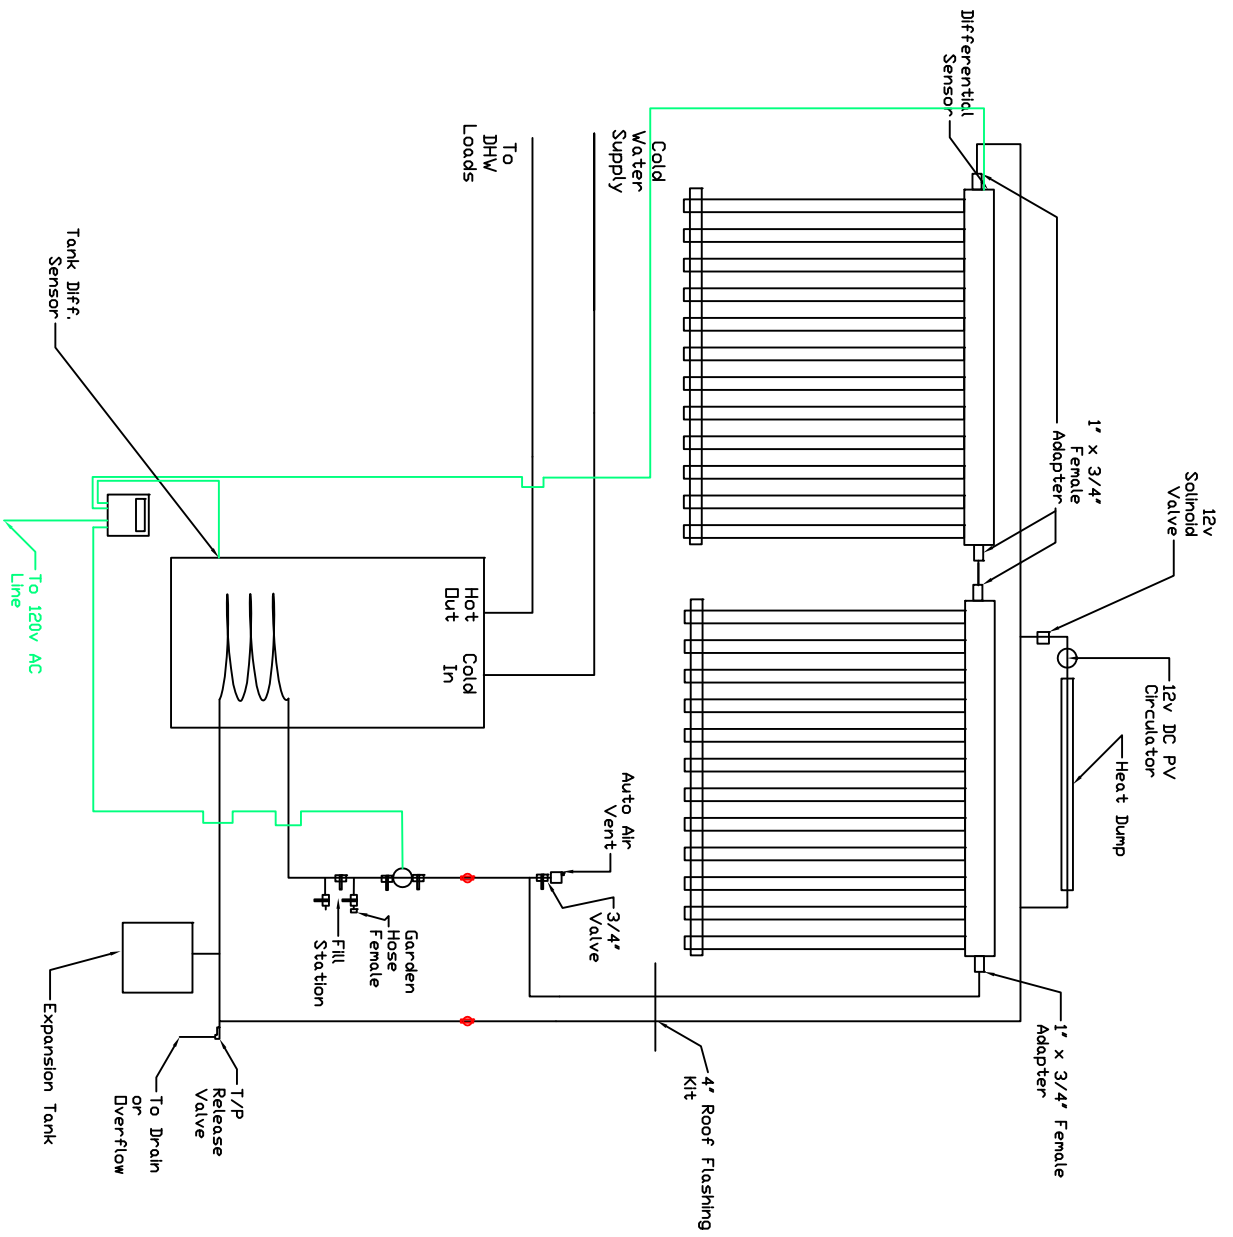 12v
Solinoid
Valve
12v DC PV
Circulator
Heat Dump
1" x 3/4"
Female
Adapter
1" x 3/4" Female
Adapter
Differential
Sensor
4" Roof Flashing
Kit
Cold
Water
Supply
To
DHW
Loads
Auto Air
Vent
3/4"
Valve
Hot
Out
Cold
In
Garden
Hose
Female
Fill
Station
Tank Diff.
Sensor
T/P
Release
Valve
To Drain
or
Overflow
Expansion Tank
To 120v AC
Line